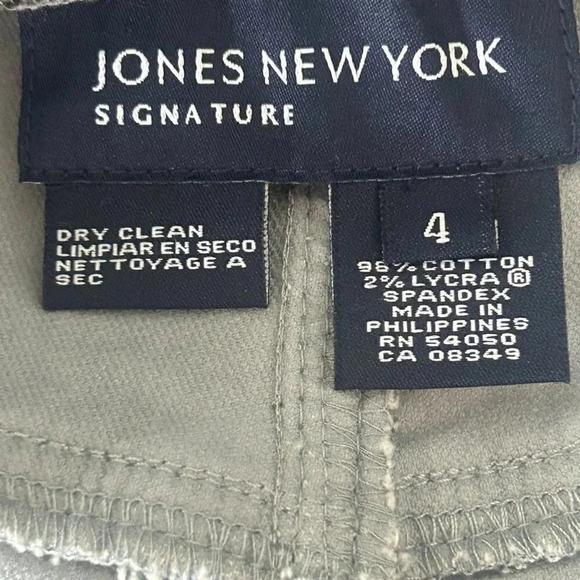 JONES NEW YORK
SIGNATURE
DRY CLEAN
LIMPIAR EN SECO
NETTOYAGE A
SEC
4
98% COTTON
2% LYCRA®
SPANDEX
MADE IN
PHILIPPINES
RN 54050
CA 08349